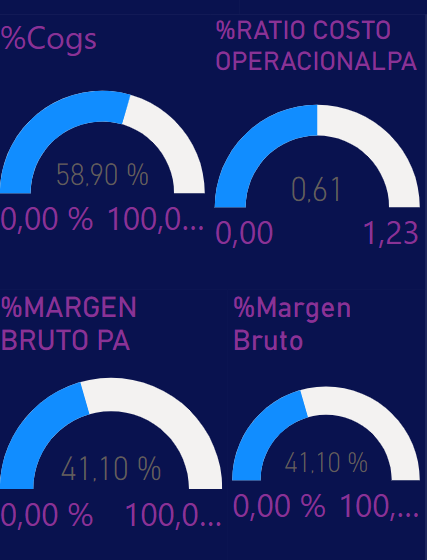 %Cogs
58,90 %
0,00 % 100,0...
%RATIO COSTO
OPERACIONALPA
0,61
0,00 1,23
%MARGEN
BRUTO PA
41,10 %
0,00 % 100,0...
%Margen
Bruto
41,10 %
0,00 % 100,...